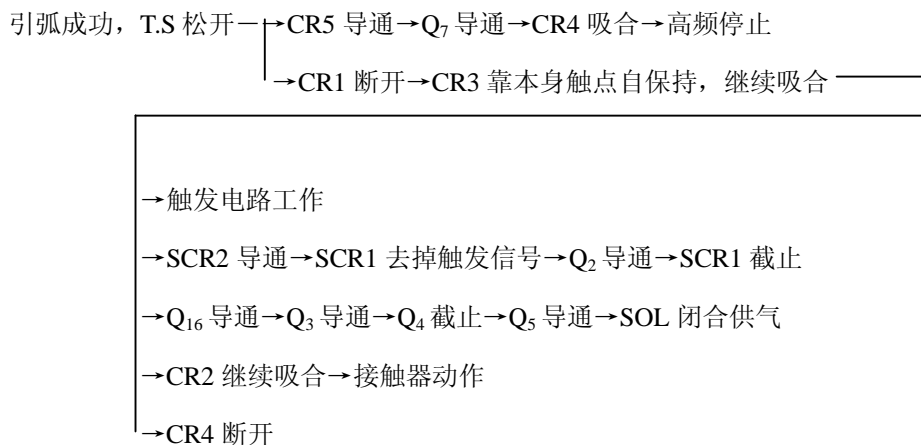 引弧成功，T.S 松开→CR5 导通→Q₇ 导通→CR4 吸合→高频停止
→CR1 断开→CR3 靠本身触点自保持，继续吸合
→触发电路工作
→SCR2 导通→SCR1 去掉触发信号→Q₂ 导通→SCR1 截止
→Q₁₆ 导通→Q₃ 导通→Q₄ 截止→Q₅ 导通→SOL 闭合供气
→CR2 继续吸合→接触器动作
→CR4 断开